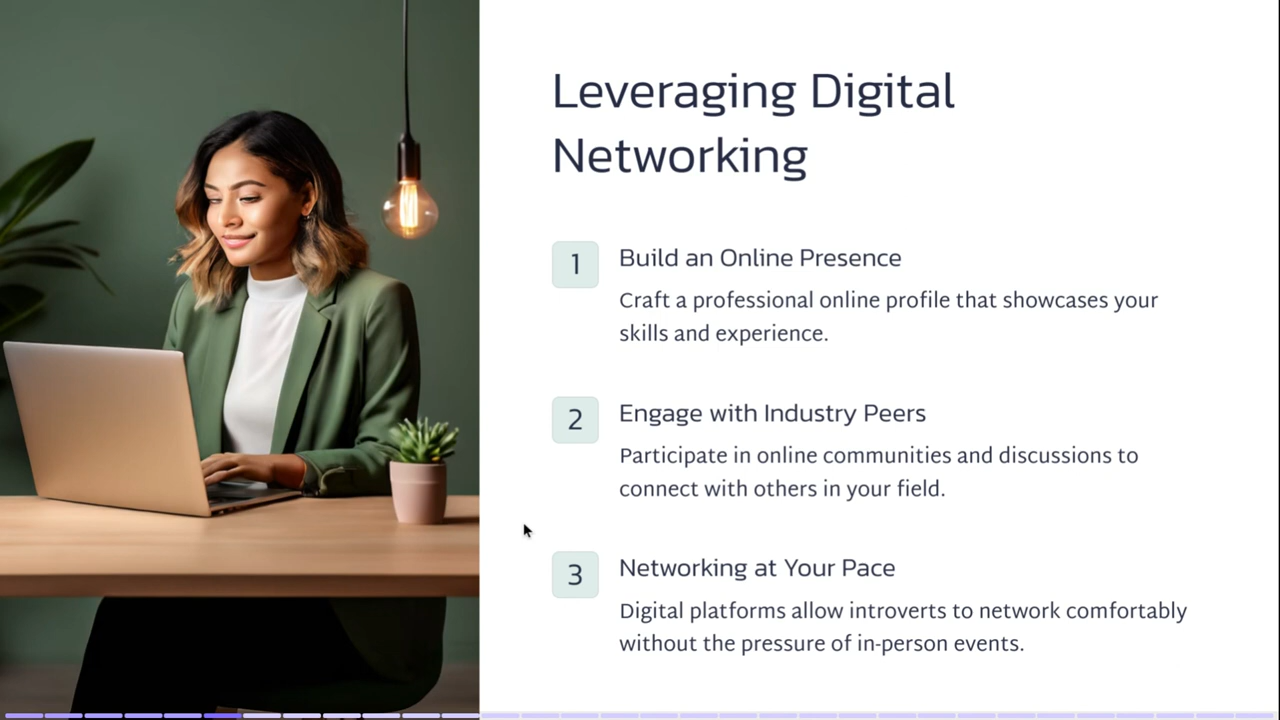 Leveraging Digital
Networking
1
Build an Online Presence
Craft a professional online profile that showcases your
skills and experience.
2
Engage with Industry Peers
Participate in online communities and discussions to
connect with others in your field.
3
Networking at Your Pace
Digital platforms allow introverts to network comfortably
without the pressure of in-person events.